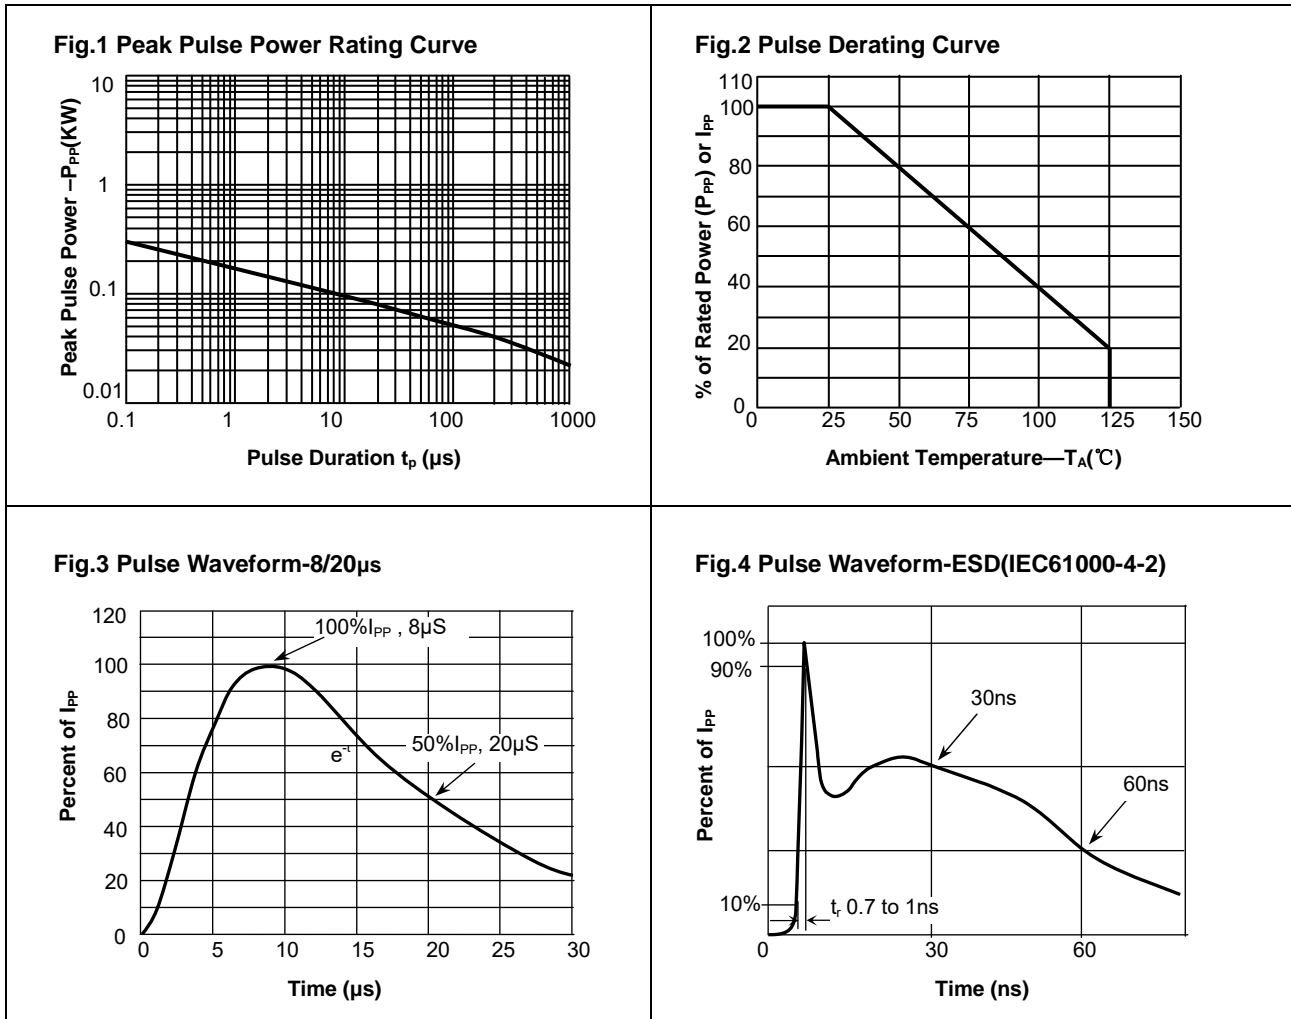 Fig.1 Peak Pulse Power Rating Curve
Peak Pulse Power –PPP(KW)
10
1
0.1
0.01
0.1 1 10 100 1000
Pulse Duration tp (µs)
Fig.2 Pulse Derating Curve
% of Rated Power (PPP) or IPP
110
100
80
60
40
20
0
0 25 50 75 100 125 150
Ambient Temperature—TA(℃)
Fig.3 Pulse Waveform-8/20µs
Percent of IPP
120
100
80
60
40
20
0
100%IPP , 8µS
e-t
50%IPP, 20µS
0 5 10 15 20 25 30
Time (µs)
Fig.4 Pulse Waveform-ESD(IEC61000-4-2)
Percent of IPP
100%
90%
10%
30ns
60ns
tr 0.7 to 1ns
0 30 60
Time (ns)